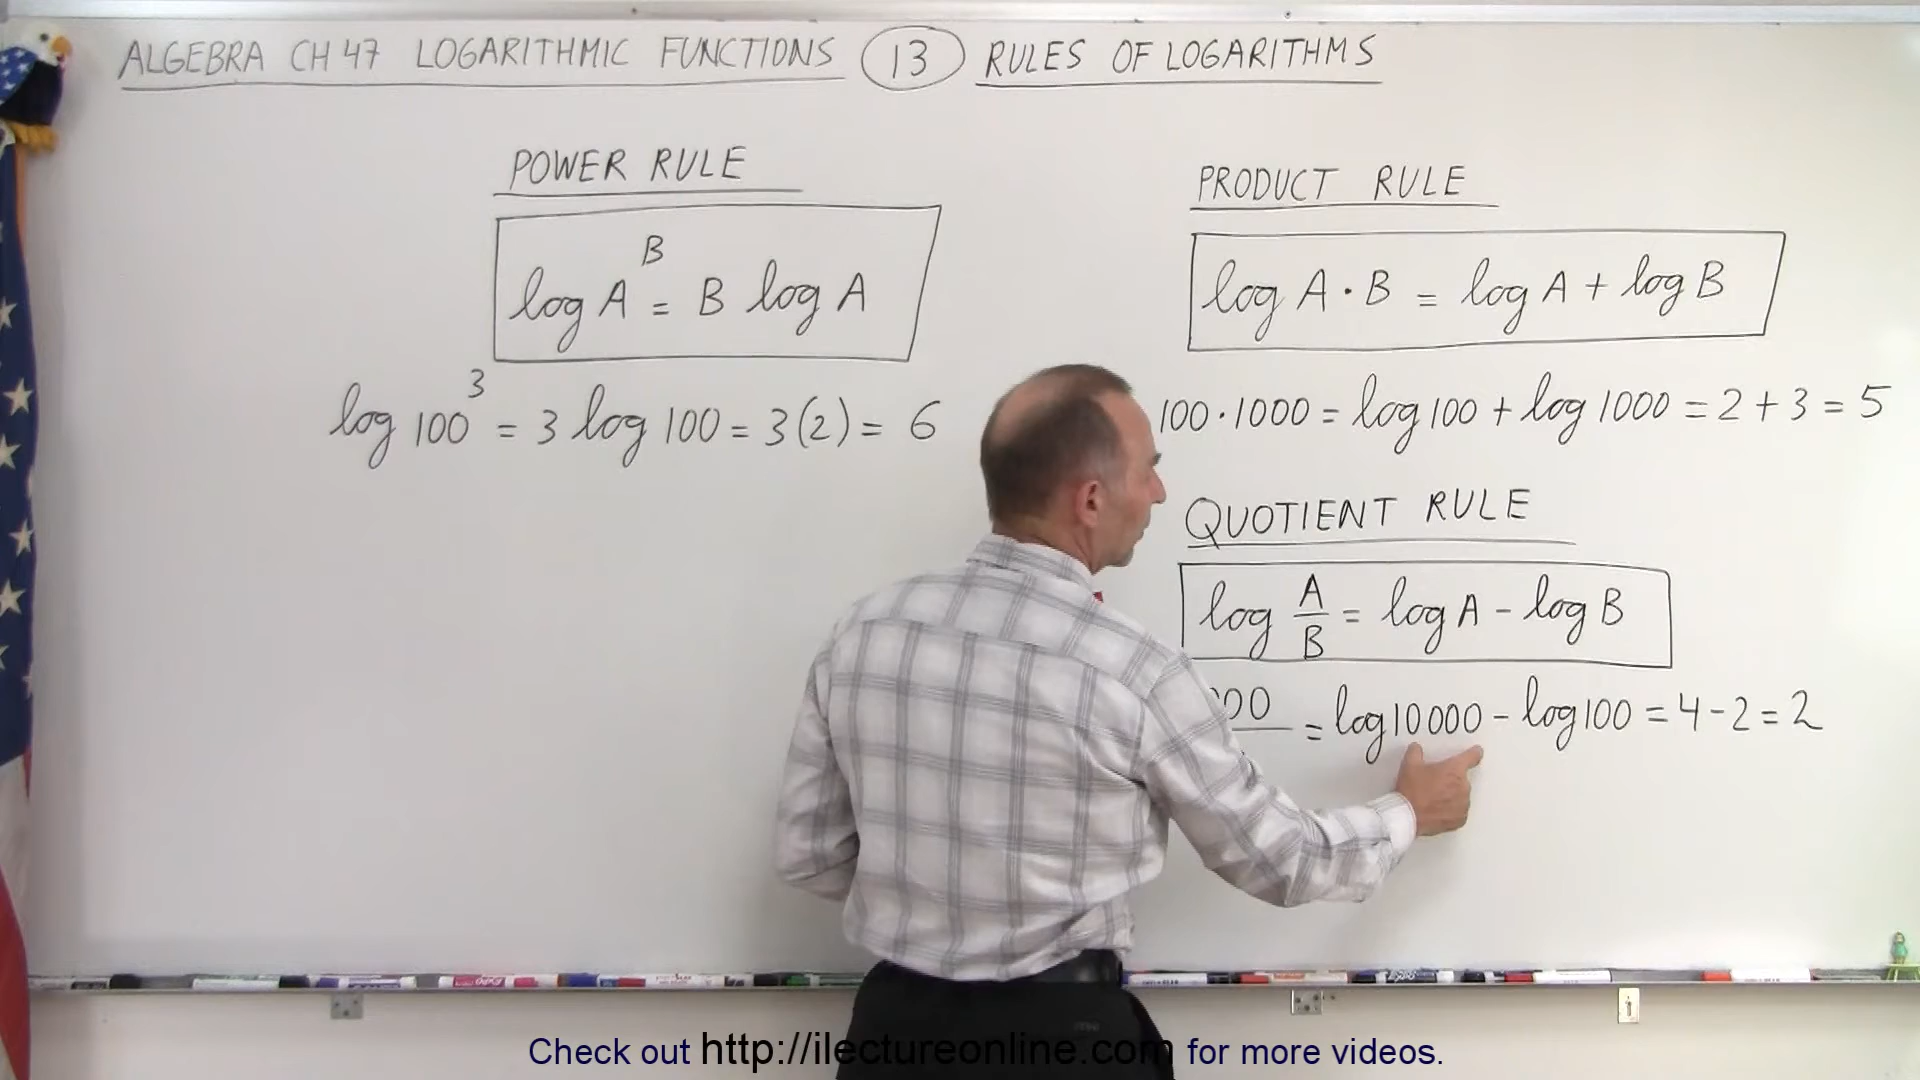 ALGEBRA CH 47 LOGARITHMIC FUNCTIONS 13 RULES OF LOGARITHMS
POWER RULE
log A^B = B log A
log 100^3 = 3 log 100 = 3(2) = 6
PRODUCT RULE
log A · B = log A + log B
100 · 1000 = log 100 + log 1000 = 2 + 3 = 5
QUOTIENT RULE
log A/B = log A - log B
00 = log 10000 - log 100 = 4 - 2 = 2
Check out http://ilectureonline.com for more videos.